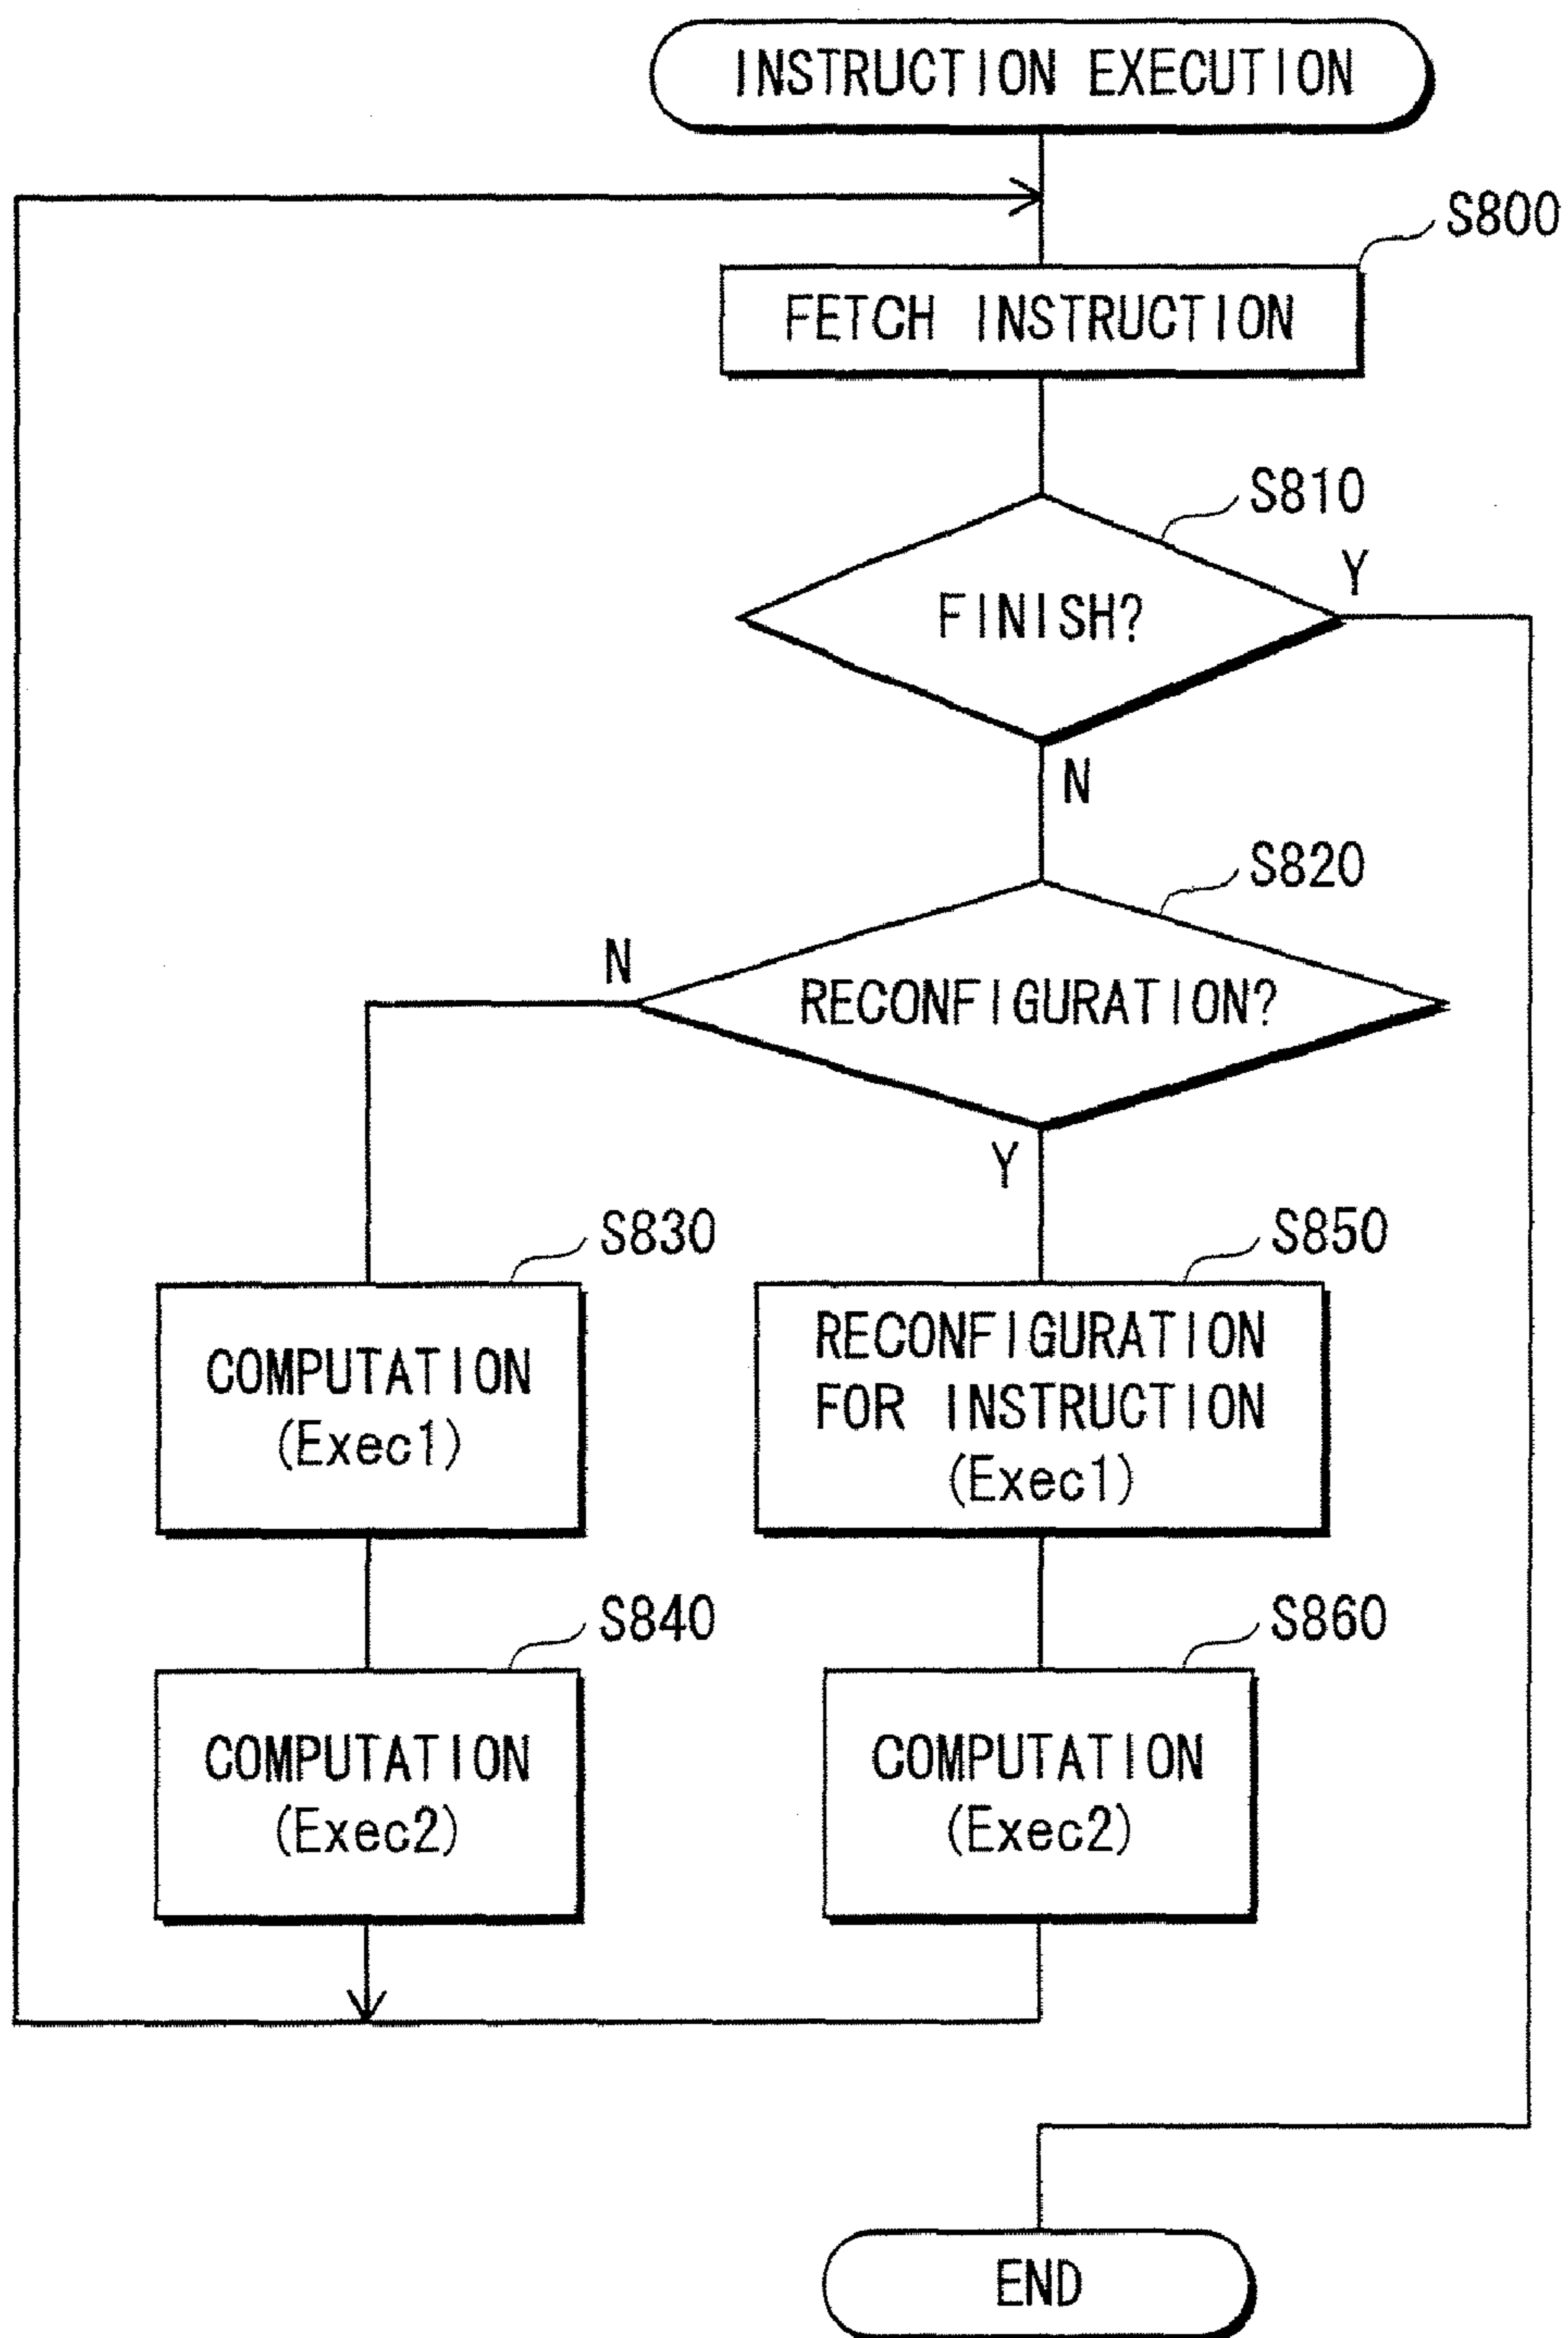 INSTRUCTION EXECUTION
S800
FETCH INSTRUCTION
S810
Y
FINISH?
N
S820
N
RECONFIGURATION?
Y
S830
S850
COMPUTATION
(Exec1)
RECONFIGURATION
FOR INSTRUCTION
(Exec1)
S840
S860
COMPUTATION
(Exec2)
COMPUTATION
(Exec2)
END